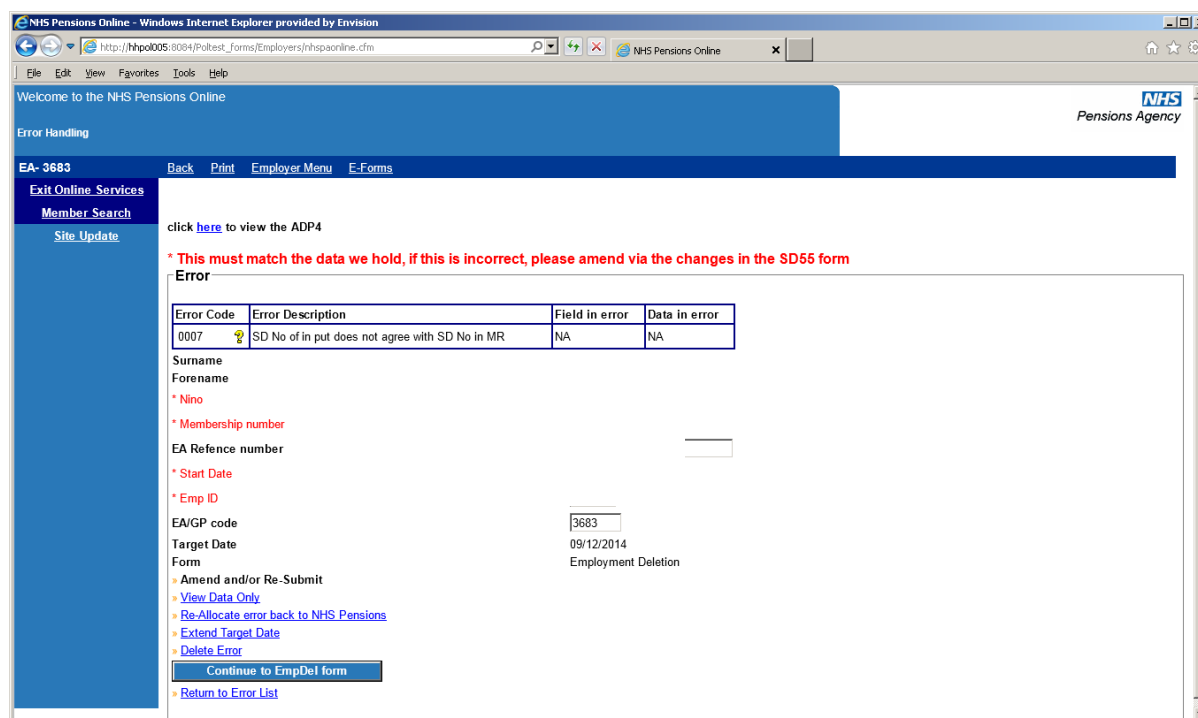 NHS Pensions Online - Windows Internet Explorer provided by Envision
http://hhpol005:8084/Poltest_forms/Employers/nhspaonline.cfm
NHS Pensions Online
File Edit View Favorites Tools Help
Welcome to the NHS Pensions Online
NHS
Pensions Agency
Error Handling
EA- 3683 Back Print Employer Menu E-Forms
Exit Online Services
Member Search
Site Update
click here to view the ADP4
* This must match the data we hold, if this is incorrect, please amend via the changes in the SD55 form
Error
Error Code Error Description Field in error Data in error
0007 ? SD No of in put does not agree with SD No in MR NA NA
Surname
Forename
* Nino
* Membership number
EA Refence number
* Start Date
* Emp ID
EA/GP code 3683
Target Date 09/12/2014
Form Employment Deletion
» Amend and/or Re-Submit
» View Data Only
» Re-Allocate error back to NHS Pensions
» Extend Target Date
» Delete Error
Continue to EmpDel form
» Return to Error List